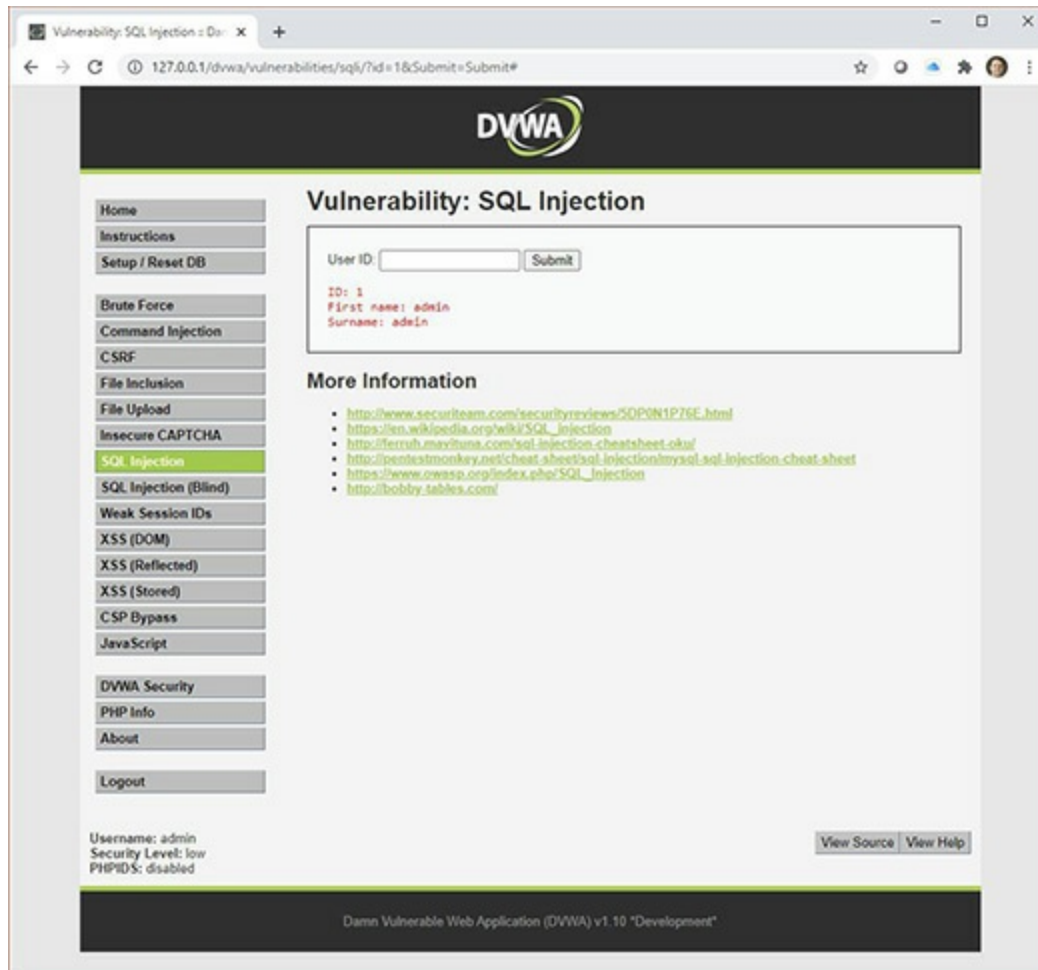 Vulnerability: SQL Injection :: Da
127.0.0.1/dvwa/vulnerabilities/sqli/?id=1&Submit=Submit#
DVWA
Home
Instructions
Setup / Reset DB
Brute Force
Command Injection
CSRF
File Inclusion
File Upload
Insecure CAPTCHA
SQL Injection
SQL Injection (Blind)
Weak Session IDs
XSS (DOM)
XSS (Reflected)
XSS (Stored)
CSP Bypass
JavaScript
DVWA Security
PHP Info
About
Logout
Vulnerability: SQL Injection
User ID: Submit
ID: 1
First name: admin
Surname: admin
More Information
http://www.securiteam.com/securityreviews/5DP0N1P76E.html
https://en.wikipedia.org/wiki/SQL_injection
http://ferruh.mavituna.com/sql-injection-cheatsheet-oku/
http://pentestmonkey.net/cheat-sheet/sql-injection/mysql-sql-injection-cheat-sheet
https://www.owasp.org/index.php/SQL_Injection
http://bobby-tables.com/
Username: admin
Security Level: low
PHPIDS: disabled
View Source View Help
Damn Vulnerable Web Application (DVWA) v1.10 *Development*